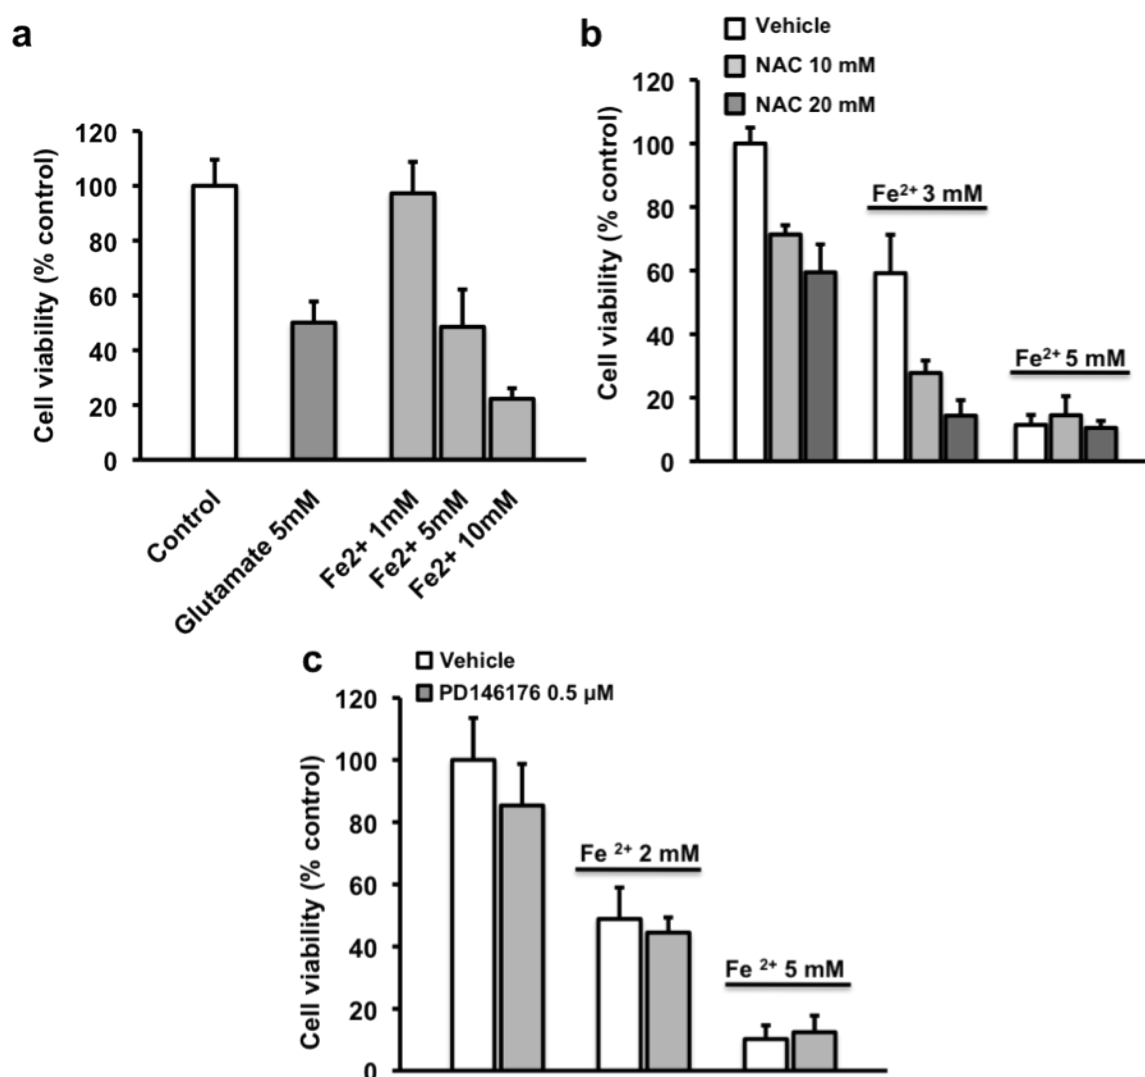 a
Cell viability (% control)
120
100
80
60
40
20
0
Control
Glutamate 5mM
Fe2+ 1mM
Fe2+ 5mM
Fe2+ 10mM
b
Vehicle
NAC 10 mM
NAC 20 mM
Cell viability (% control)
120
100
80
60
40
20
0
Fe²⁺ 3 mM
Fe²⁺ 5 mM
c
Vehicle
PD146176 0.5 µM
Cell viability (% control)
120
100
80
60
40
20
0
Fe ²⁺ 2 mM
Fe ²⁺ 5 mM